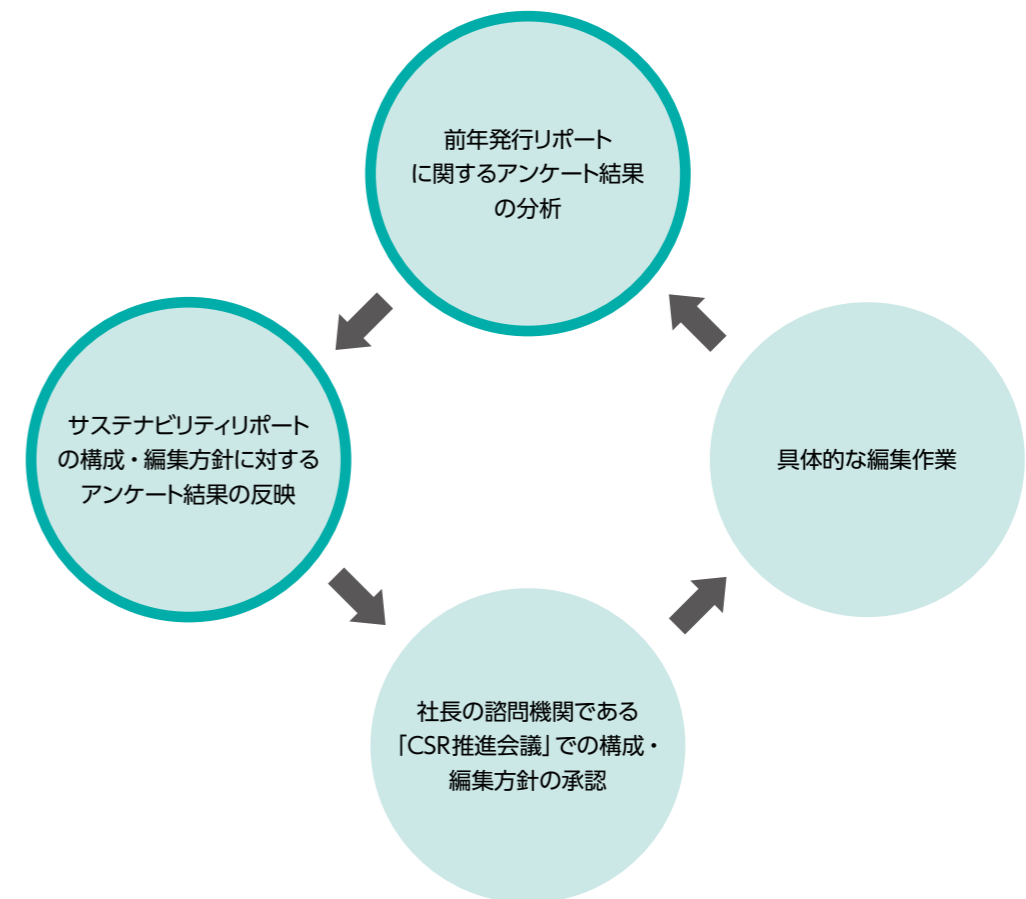 前年発行リポート
に関するアンケート結果
の分析
サステナビリティリポート
の構成・編集方針に対する
アンケート結果の反映
具体的な編集作業
社長の諮問機関である
「CSR推進会議」での構成・
編集方針の承認